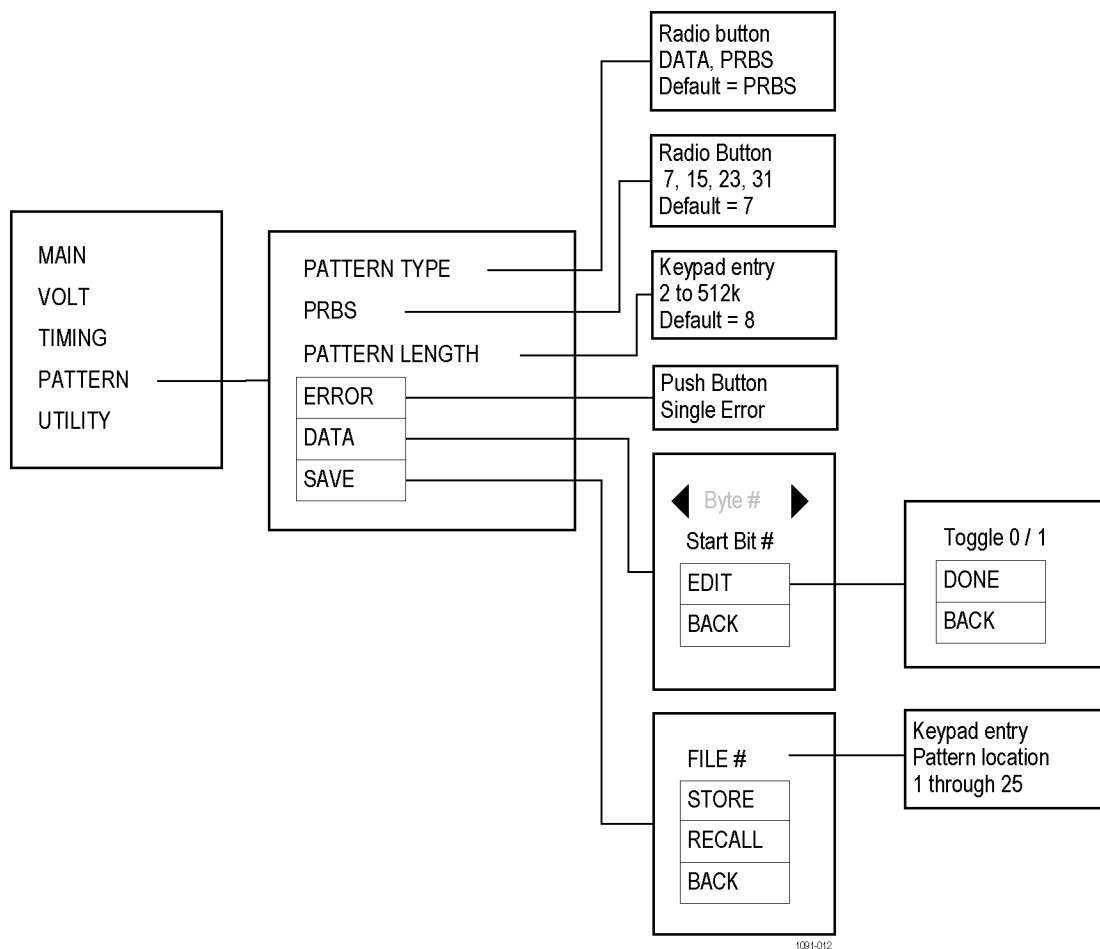 MAIN
VOLT
TIMING
PATTERN
UTILITY
PATTERN TYPE
PRBS
PATTERN LENGTH
ERROR
DATA
SAVE
Radio button
DATA, PRBS
Default = PRBS
Radio Button
7, 15, 23, 31
Default = 7
Keypad entry
2 to 512k
Default = 8
Push Button
Single Error
Byte #
Start Bit #
EDIT
BACK
Toggle 0 / 1
DONE
BACK
FILE #
STORE
RECALL
BACK
Keypad entry
Pattern location
1 through 25
1091-012